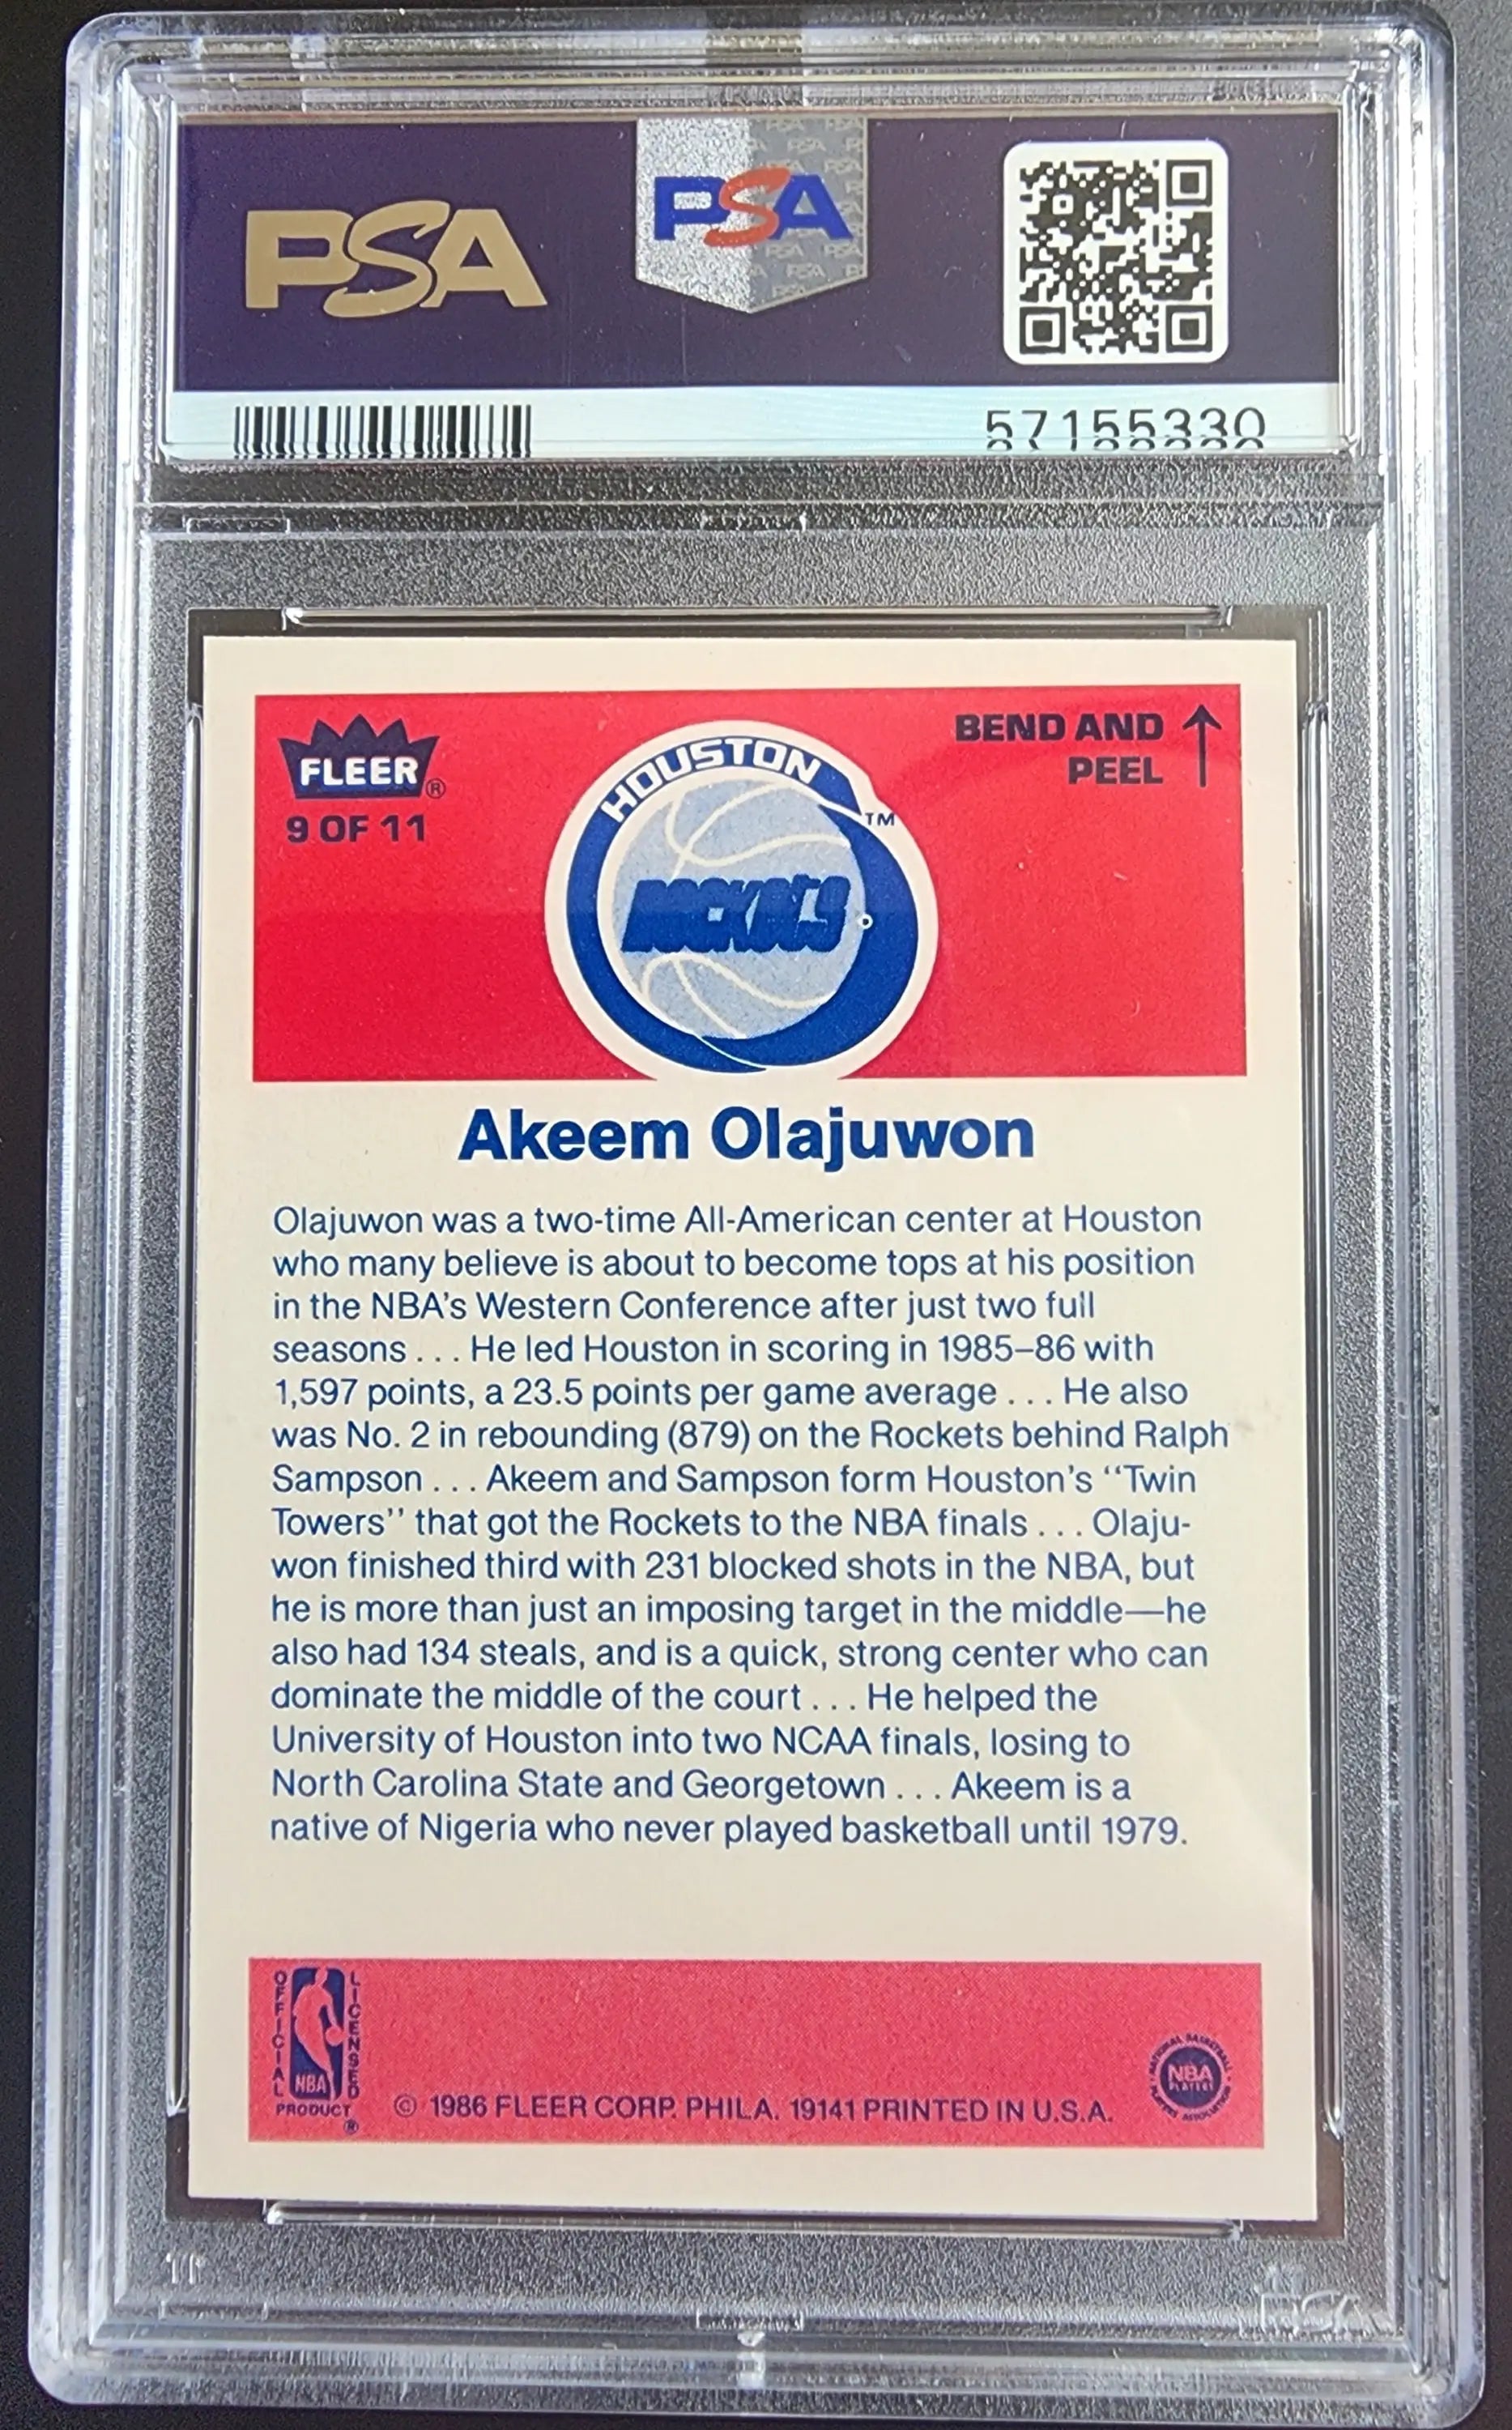 PSA
PSA
57155330
FLEER®
9 OF 11
HOUSTON
ROCKETS
TM
BEND AND
PEEL
Akeem Olajuwon
Olajuwon was a two-time All-American center at Houston
who many believe is about to become tops at his position
in the NBA's Western Conference after just two full
seasons . . . He led Houston in scoring in 1985–86 with
1,597 points, a 23.5 points per game average . . . He also
was No. 2 in rebounding (879) on the Rockets behind Ralph
Sampson . . . Akeem and Sampson form Houston's ‘‘Twin
Towers’’ that got the Rockets to the NBA finals . . . Olaju-
won finished third with 231 blocked shots in the NBA, but
he is more than just an imposing target in the middle—he
also had 134 steals, and is a quick, strong center who can
dominate the middle of the court . . . He helped the
University of Houston into two NCAA finals, losing to
North Carolina State and Georgetown . . . Akeem is a
native of Nigeria who never played basketball until 1979.
OFFICIAL
LICENSED
NBA
PRODUCT
®
© 1986 FLEER CORP. PHILA. 19141 PRINTED IN U.S.A.
NATIONAL BASKETBALL
NBA
PLAYERS
PLAYERS ASSOCIATION